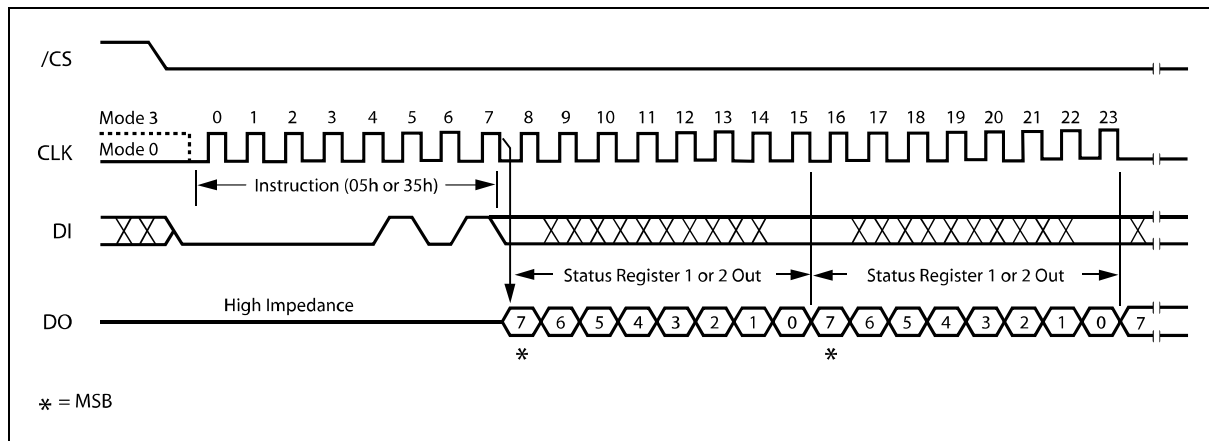 /CS
Mode 3
0 1 2 3 4 5 6 7 8 9 10 11 12 13 14 15 16 17 18 19 20 21 22 23
CLK
Mode 0
Instruction (05h or 35h)
DI
Status Register 1 or 2 Out
Status Register 1 or 2 Out
High Impedance
DO
7 6 5 4 3 2 1 0 7 6 5 4 3 2 1 0 7
* *
* = MSB